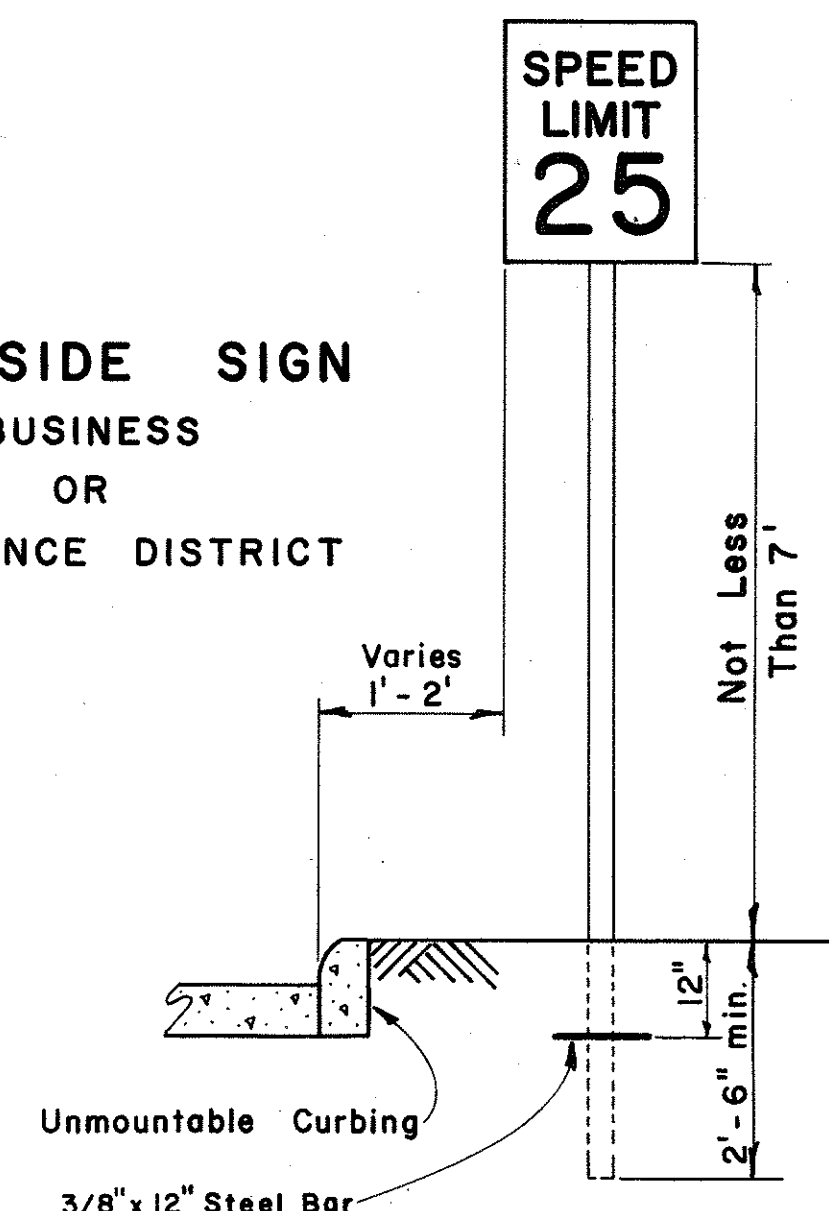 SPEED
LIMIT
25
SIDE SIGN
BUSINESS
OR
NCE DISTRICT
Varies
1'-2'
Not Less
Than 7'
12"
2'-6" min.
Unmountable Curbing
3/8"x 12" Steel Bar